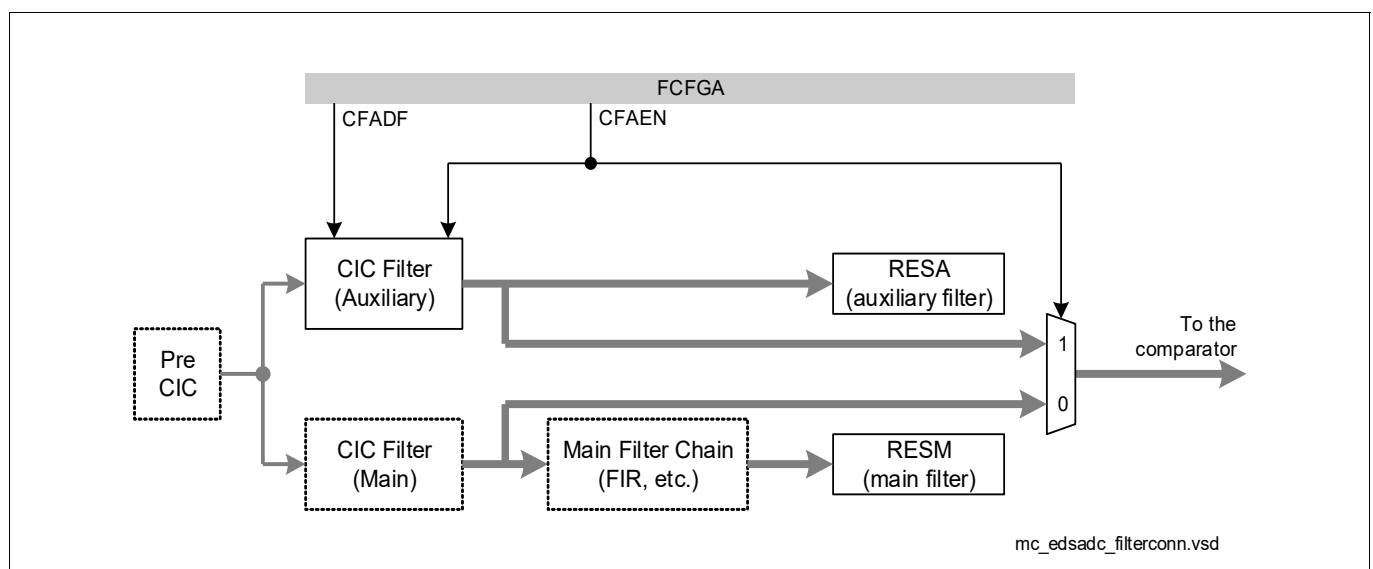 FCFGA
CFADF
CFAEN
CIC Filter
(Auxiliary)
RESA
(auxiliary filter)
To the
comparator
1
Pre
CIC
0
CIC Filter
(Main)
Main Filter Chain
(FIR, etc.)
RESM
(main filter)
mc_edsadc_filterconn.vsd